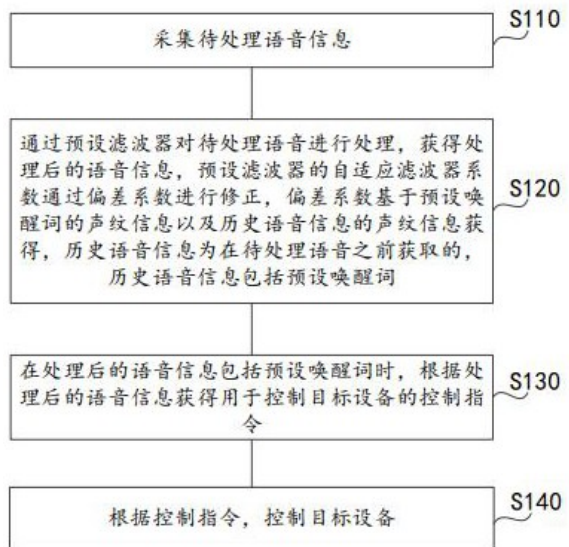 S110
采集待处理语音信息
通过预设滤波器对待处理语音进行处理，获得处
理后的语音信息，预设滤波器的自适应滤波器系
数通过偏差系数进行修正，偏差系数基于预设唤
醒词的声纹信息以及历史语音信息的声纹信息获
得，历史语音信息为在待处理语音之前获取的，
历史语音信息包括预设唤醒词
S120
在处理后的语音信息包括预设唤醒词时，根据处
理后的语音信息获得用于控制目标设备的控制指
令
S130
根据控制指令，控制目标设备
S140